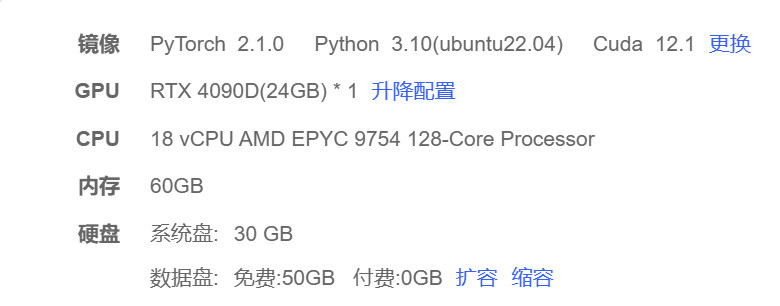 镜像 PyTorch 2.1.0 Python 3.10(ubuntu22.04) Cuda 12.1 更换
GPU RTX 4090D(24GB) * 1 升降配置
CPU 18 vCPU AMD EPYC 9754 128-Core Processor
内存 60GB
硬盘 系统盘: 30 GB
数据盘: 免费:50GB 付费:0GB 扩容 缩容